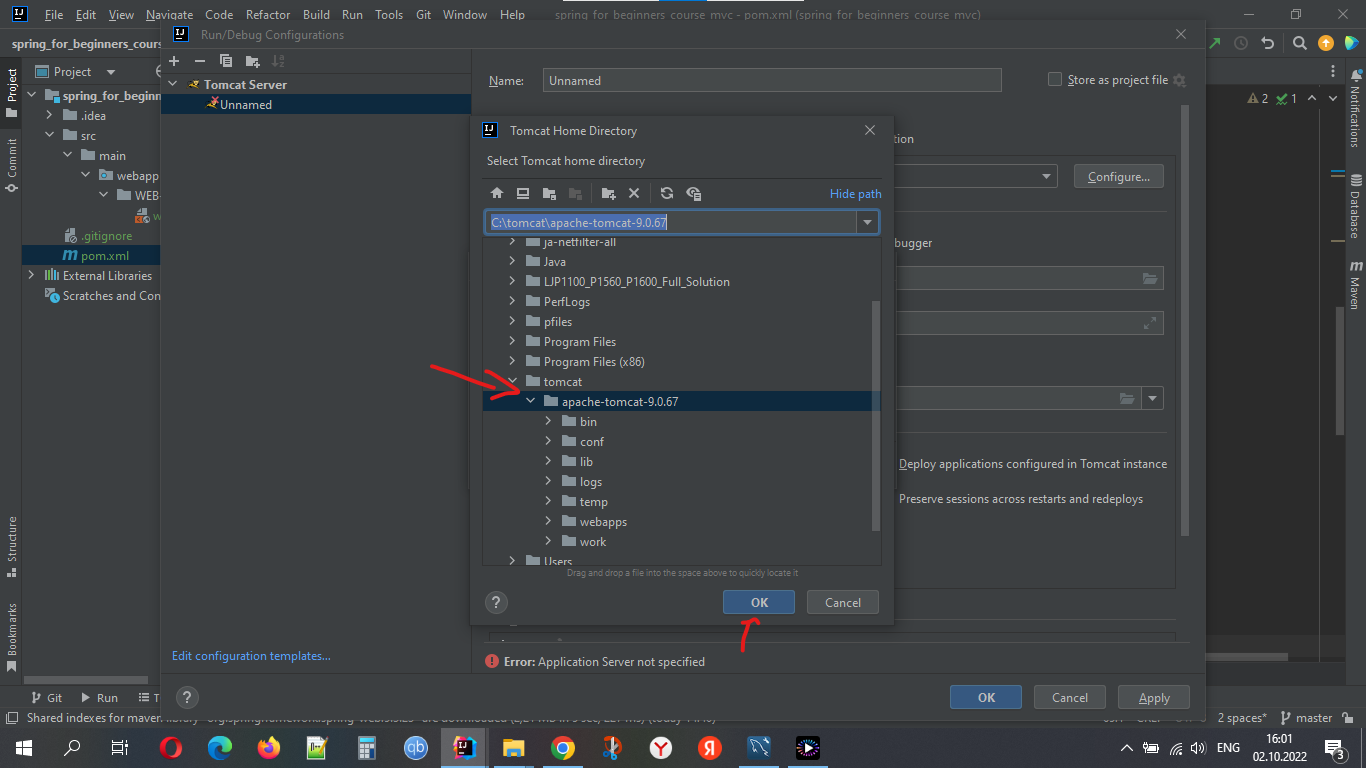 File Edit View Navigate Code Refactor Build Run Tools Git Window Help spring_for_beginners_course_mvc - pom.xml (spring_for_beginners_course_mvc)
spring_for_beginners_cours
Run/Debug Configurations
Project
Tomcat Server
Unnamed
Name: Unnamed
Store as project file
2 1
spring_for_beginn
.idea
src
main
webapp
WEB-
w
.gitignore
pom.xml
External Libraries
Scratches and Con
Tomcat Home Directory
Select Tomcat home directory
Hide path
C:\tomcat\apache-tomcat-9.0.67
ja-netfilter-all
Java
LJP1100_P1560_P1600_Full_Solution
PerfLogs
pfiles
Program Files
Program Files (x86)
tomcat
apache-tomcat-9.0.67
bin
conf
lib
logs
temp
webapps
work
Users
Drag and drop a file into the space above to quickly locate it
? OK Cancel
tion
Configure...
bugger
Deploy applications configured in Tomcat instance
Preserve sessions across restarts and redeploys
Error: Application Server not specified
Edit configuration templates...
? OK Cancel Apply
Project
Commit
Structure
Bookmarks
Notifications
Database
Maven
Git Run T
2 spaces* master
16:01
ENG
02.10.2022
3